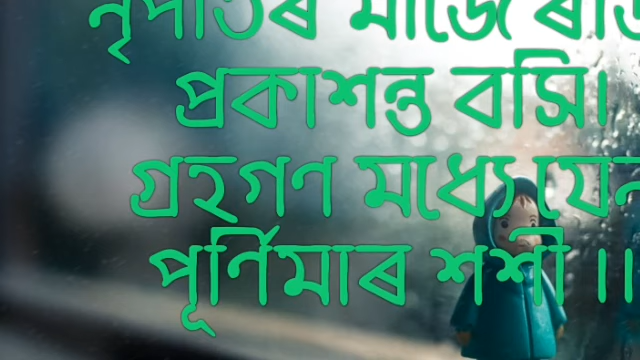 নৃপতিৰ মাজে
প্ৰকাশন্ত বসি।
গ্ৰহগণ মধ্যে যেন
পূৰ্ণিমাৰ শশী ।।